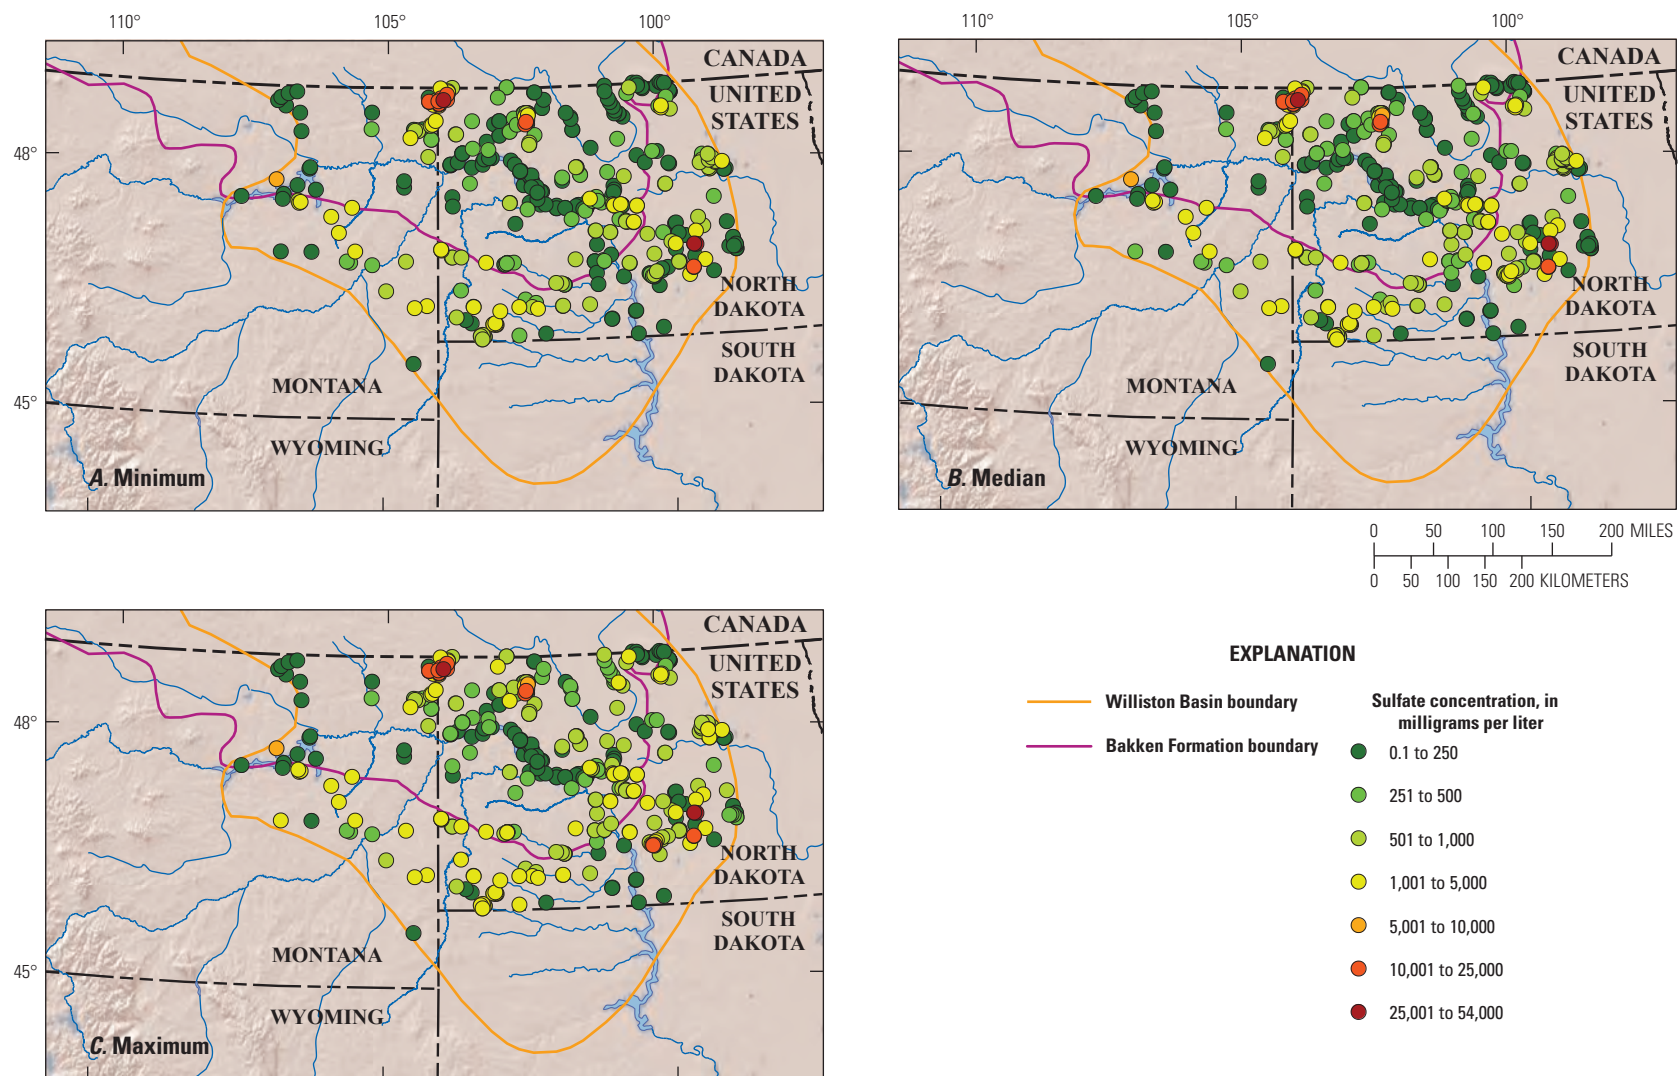 110°
105°
100°
CANADA
UNITED
STATES
48°
NORTH
DAKOTA
SOUTH
DAKOTA
MONTANA
45°
WYOMING
A. Minimum
110°
105°
100°
CANADA
UNITED
STATES
48°
NORTH
DAKOTA
SOUTH
DAKOTA
MONTANA
45°
WYOMING
B. Median
0 50 100 150 200 MILES
0 50 100 150 200 KILOMETERS
110°
105°
100°
CANADA
UNITED
STATES
48°
NORTH
DAKOTA
SOUTH
DAKOTA
MONTANA
45°
WYOMING
C. Maximum
EXPLANATION
Williston Basin boundary
Bakken Formation boundary
Sulfate concentration, in
milligrams per liter
0.1 to 250
251 to 500
501 to 1,000
1,001 to 5,000
5,001 to 10,000
10,001 to 25,000
25,001 to 54,000